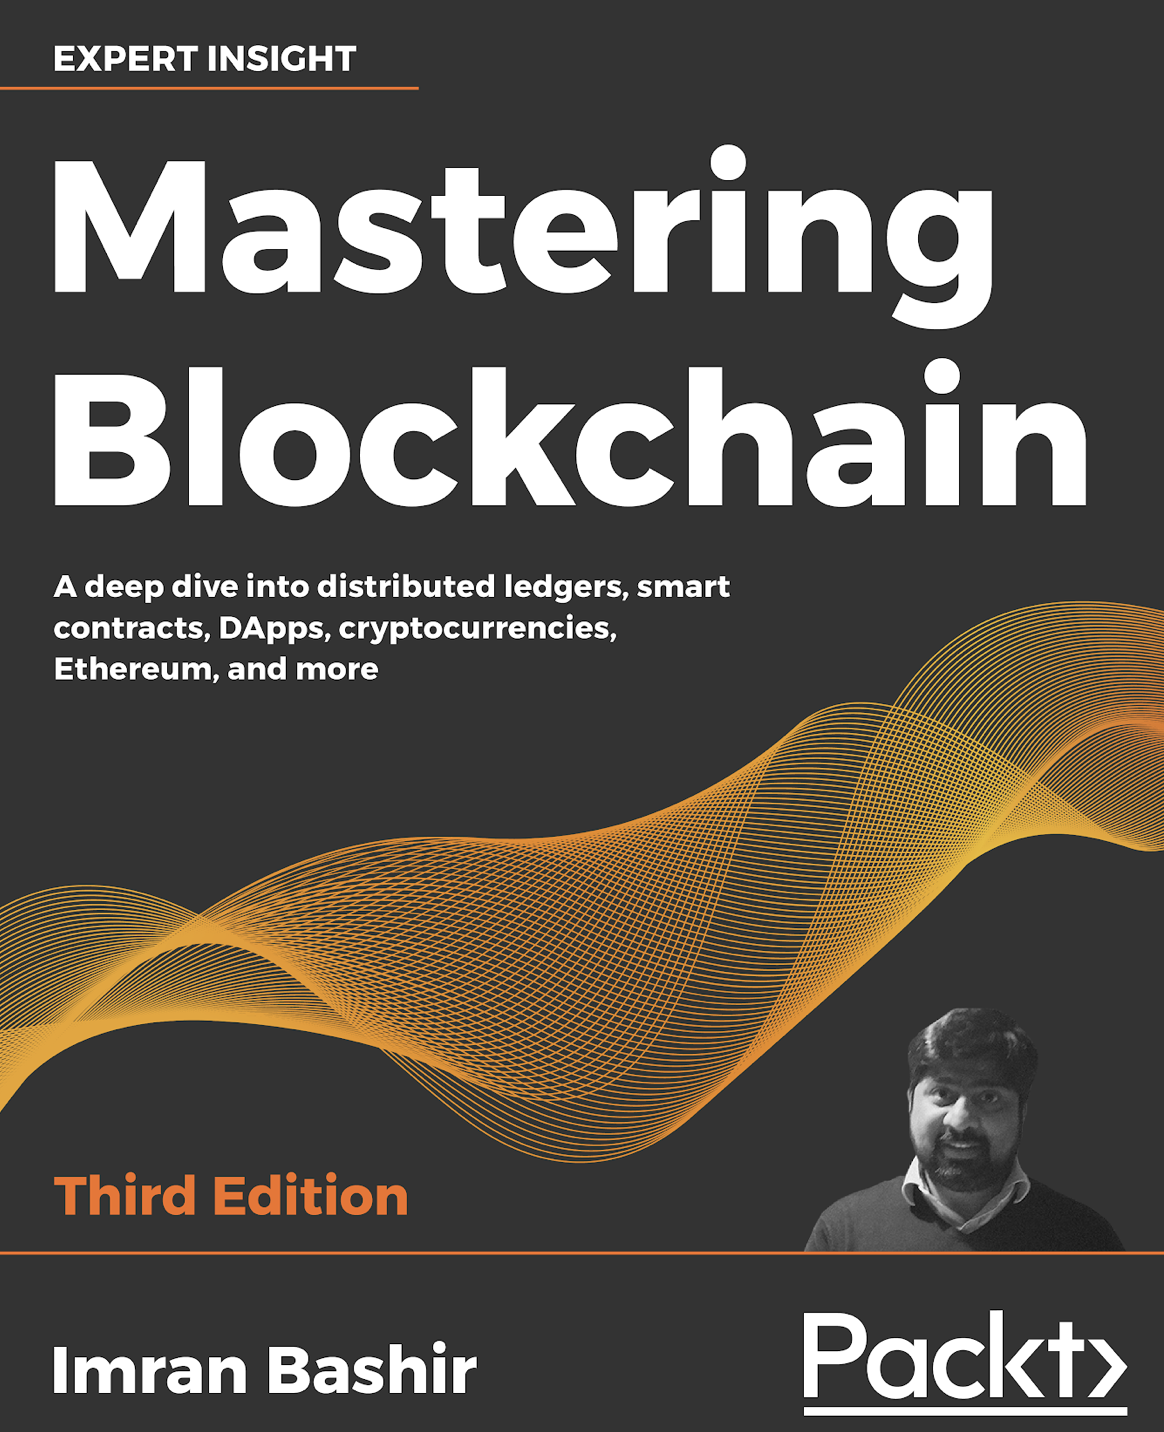 EXPERT INSIGHT
Mastering
Blockchain
A deep dive into distributed ledgers, smart
contracts, DApps, cryptocurrencies,
Ethereum, and more
Third Edition
Imran Bashir
Packt